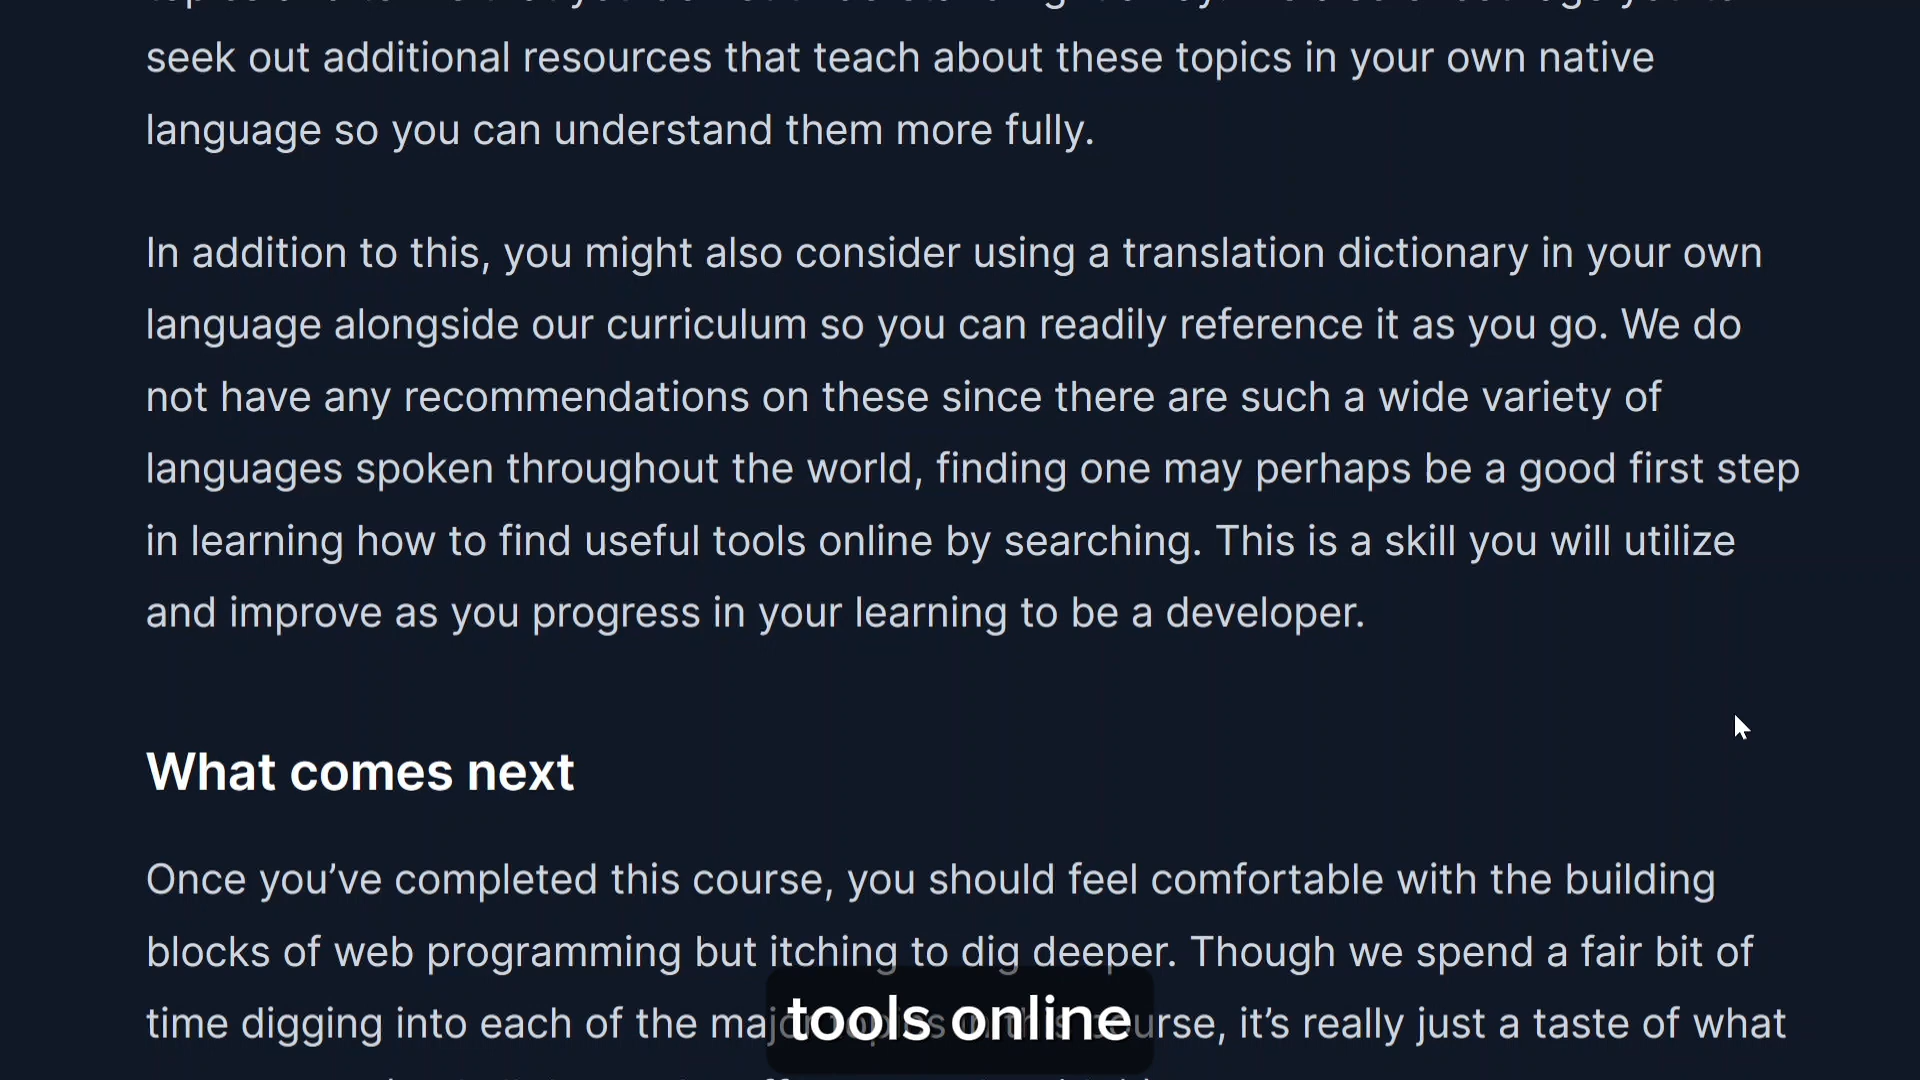 seek out additional resources that teach about these topics in your own native
language so you can understand them more fully.
In addition to this, you might also consider using a translation dictionary in your own
language alongside our curriculum so you can readily reference it as you go. We do
not have any recommendations on these since there are such a wide variety of
languages spoken throughout the world, finding one may perhaps be a good first step
in learning how to find useful tools online by searching. This is a skill you will utilize
and improve as you progress in your learning to be a developer.
What comes next
Once you’ve completed this course, you should feel comfortable with the building
blocks of web programming but itching to dig deeper. Though we spend a fair bit of
time digging into each of the major topics in this course, it’s really just a taste of what
tools online